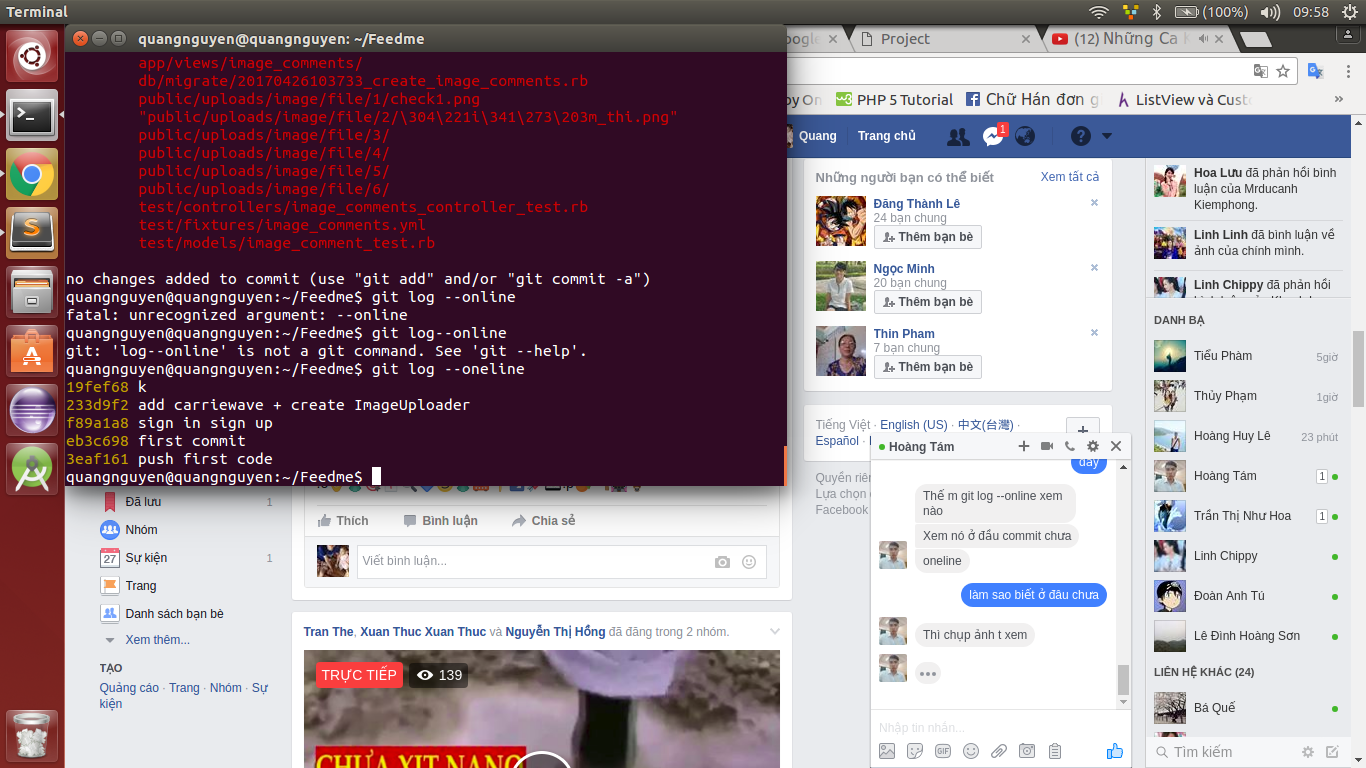 Terminal
(100%)
09:58
quangnguyen@quangnguyen: ~/Feedme
Project
(12) Những Ca
PHP 5 Tutorial
Chữ Hán đơn g
ListView và Cust
app/views/image_comments/
db/migrate/20170426103733_create_image_comments.rb
public/uploads/image/file/1/check1.png
"public/uploads/image/file/2/\304\221i\341\273\203m_thi.png"
public/uploads/image/file/3/
public/uploads/image/file/4/
public/uploads/image/file/5/
public/uploads/image/file/6/
test/controllers/image_comments_controller_test.rb
test/fixtures/image_comments.yml
test/models/image_comment_test.rb
no changes added to commit (use "git add" and/or "git commit -a")
quangnguyen@quangnguyen:~/Feedme$ git log --online
fatal: unrecognized argument: --online
quangnguyen@quangnguyen:~/Feedme$ git log--online
git: 'log--online' is not a git command. See 'git --help'.
quangnguyen@quangnguyen:~/Feedme$ git log --oneline
19fef68 k
233d9f2 add carriewave + create ImageUploader
f89a1a8 sign in sign up
eb3c698 first commit
3eaf161 push first code
quangnguyen@quangnguyen:~/Feedme$
Quang
Trang chủ
1
Những người bạn có thể biết
Xem tất cả
Đăng Thành Lê
24 bạn chung
Thêm bạn bè
Ngọc Minh
20 bạn chung
Thêm bạn bè
Thin Pham
7 bạn chung
Thêm bạn bè
Tiếng Việt · English (US) · 中文(台灣) ·
Español ·
Quyền riê
Lựa chọn
Facebook
Hoa Lưu đã phản hồi bình
luận của Mrducanh
Kiemphong.
Linh Linh đã bình luận về
ảnh của chính mình.
Linh Chippy đã phản hồi
DANH BẠ
Tiểu Phàm
5giờ
Thủy Phạm
1giờ
Hoàng Huy Lê
23 phút
Hoàng Tám
1
Trần Thị Như Hoa
1
Linh Chippy
Đoàn Anh Tú
Lê Đình Hoàng Sơn
LIÊN HỆ KHÁC (24)
Bá Quế
Tìm kiếm
Hoàng Tám
đây
Thế m git log --online xem
nào
Xem nó ở đầu commit chưa
oneline
làm sao biết ở đâu chưa
Thì chụp ảnh t xem
Nhập tin nhắn...
GIF
Đã lưu
1
Nhóm
27
Sự kiện
1
Trang
Danh sách bạn bè
Xem thêm...
TẠO
Quảng cáo · Trang · Nhóm · Sự
kiện
Thích
Bình luận
Chia sẻ
Viết bình luận...
Tran The, Xuan Thuc Xuan Thuc và Nguyễn Thị Hồng đã đăng trong 2 nhóm.
TRỰC TIẾP
139
CHƯA XỊT NANO